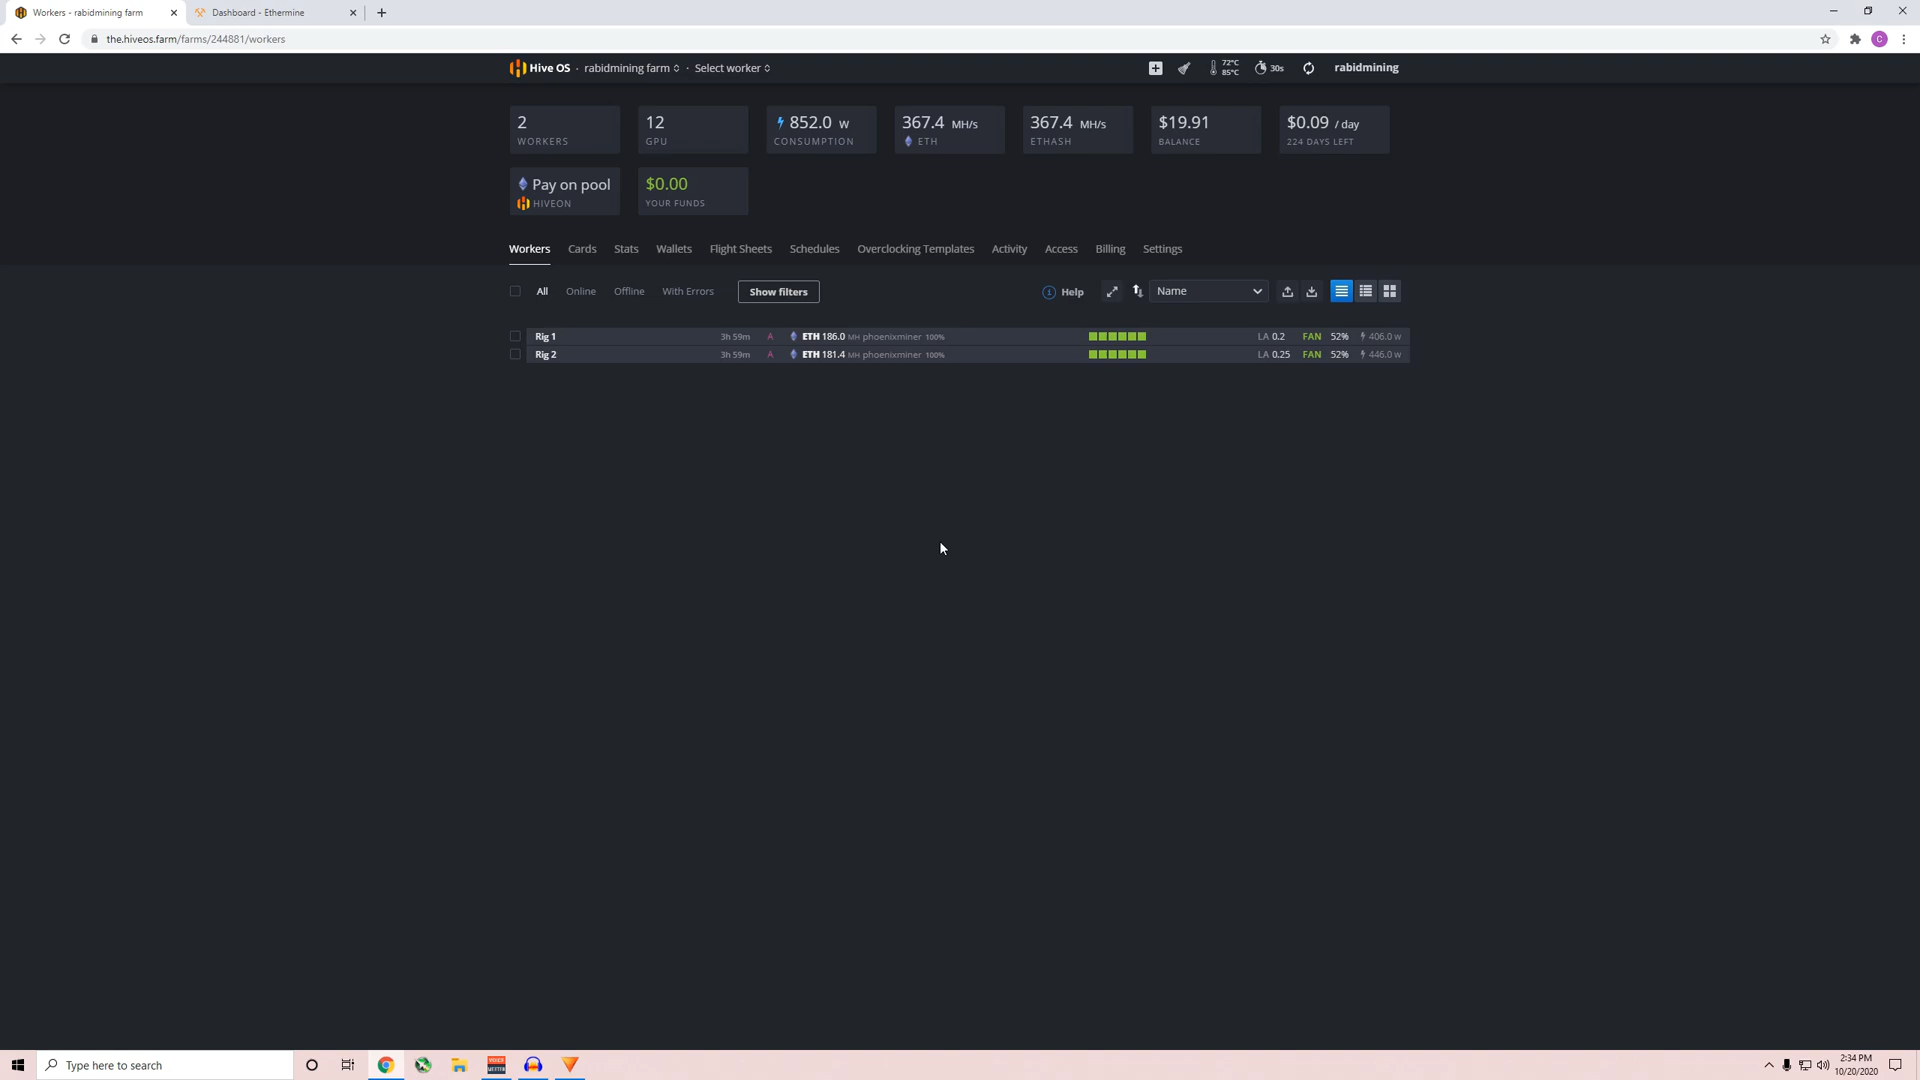 Workers - rabidmining farm
Dashboard - Ethermine
the.hiveos.farm/farms/244881/workers
Hive OS · rabidmining farm · Select worker
72°C
85°C
30s
rabidmining
2
WORKERS
12
GPU
852.0 W
CONSUMPTION
367.4 MH/s
ETH
367.4 MH/s
ETHASH
$19.91
BALANCE
$0.09 / day
224 DAYS LEFT
Pay on pool
HIVEON
$0.00
YOUR FUNDS
Workers Cards Stats Wallets Flight Sheets Schedules Overclocking Templates Activity Access Billing Settings
All Online Offline With Errors Show filters Help Name
Rig 1 3h 59m A ETH 186.0 MH phoenixminer 100% LA 0.2 FAN 52% 406.0 w
Rig 2 3h 59m A ETH 181.4 MH phoenixminer 100% LA 0.25 FAN 52% 446.0 w
Type here to search
2:34 PM
10/20/2020